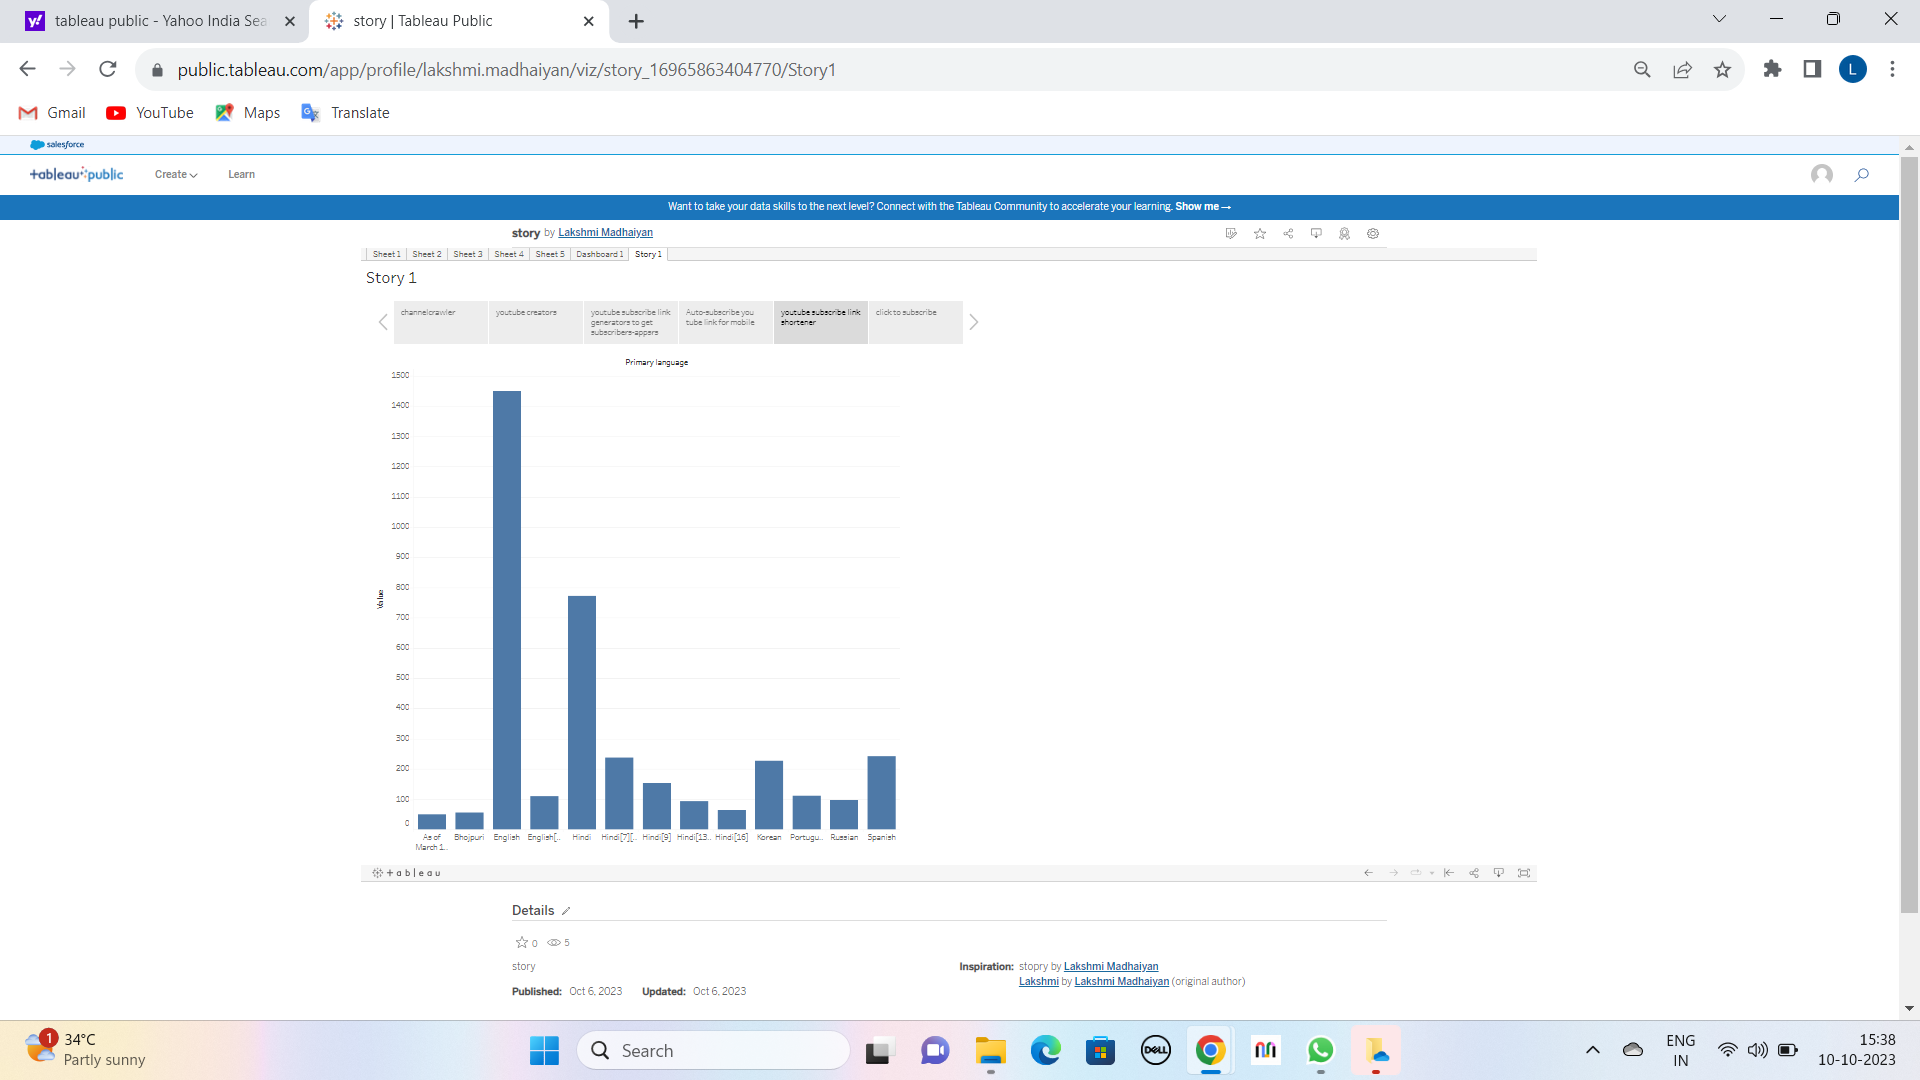 tableau public - Yahoo India Sea
story | Tableau Public
public.tableau.com/app/profile/lakshmi.madhaiyan/viz/story_16965863404770/Story1
L
Gmail
YouTube
Maps
Translate
salesforce
+ableau public
Create
Learn
Want to take your data skills to the next level? Connect with the Tableau Community to accelerate your learning. Show me→
story by Lakshmi Madhaiyan
Sheet 1
Sheet 2
Sheet 3
Sheet 4
Sheet 5
Dashboard 1
Story 1
Story 1
channelcrawler
youtube creators
youtube subscribe link
generators to get
subscribers-appsrs
Auto-subscribe you
tube link for mobile
youtube subscribe link
shortener
click to subscribe
Primary language
1500
1400
1300
1200
1100
1000
900
800
700
600
500
400
300
200
100
0
Value
As of
March 1..
Bhojpuri
English
English[..
Hindi
Hindi[7][..
Hindi[9]
Hindi[13..
Hindi[16]
Korean
Portugu..
Russian
Spanish
+ableau
Details
0
5
story
Published: Oct 6, 2023
Updated: Oct 6, 2023
Inspiration: stopry by Lakshmi Madhaiyan
Lakshmi by Lakshmi Madhaiyan (original author)
1
34°C
Partly sunny
Search
DELL
ENG
IN
15:38
10-10-2023